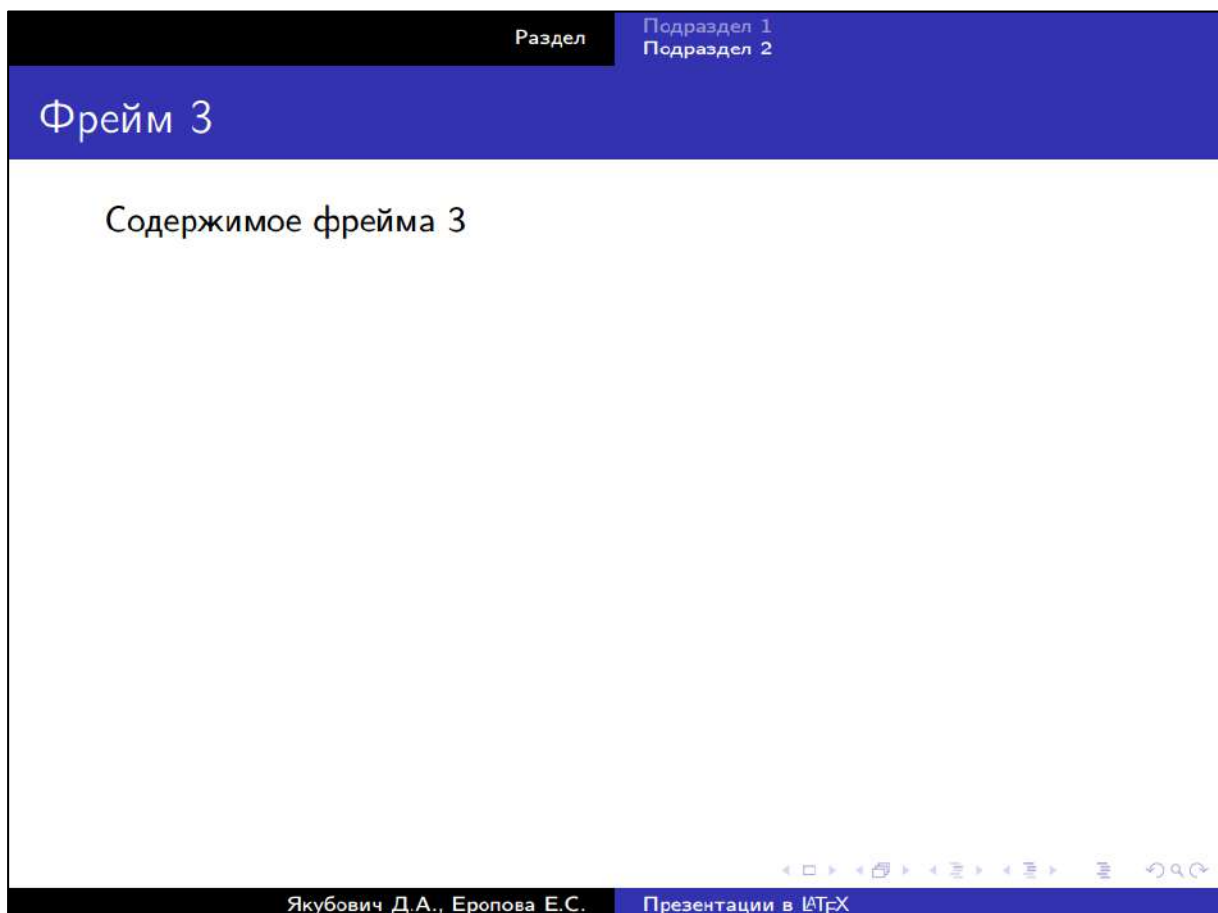 Раздел
Подраздел 1
Подраздел 2
Фрейм 3
Содержимое фрейма 3
Якубович Д.А., Еропова Е.С.
Презентации в LATEX